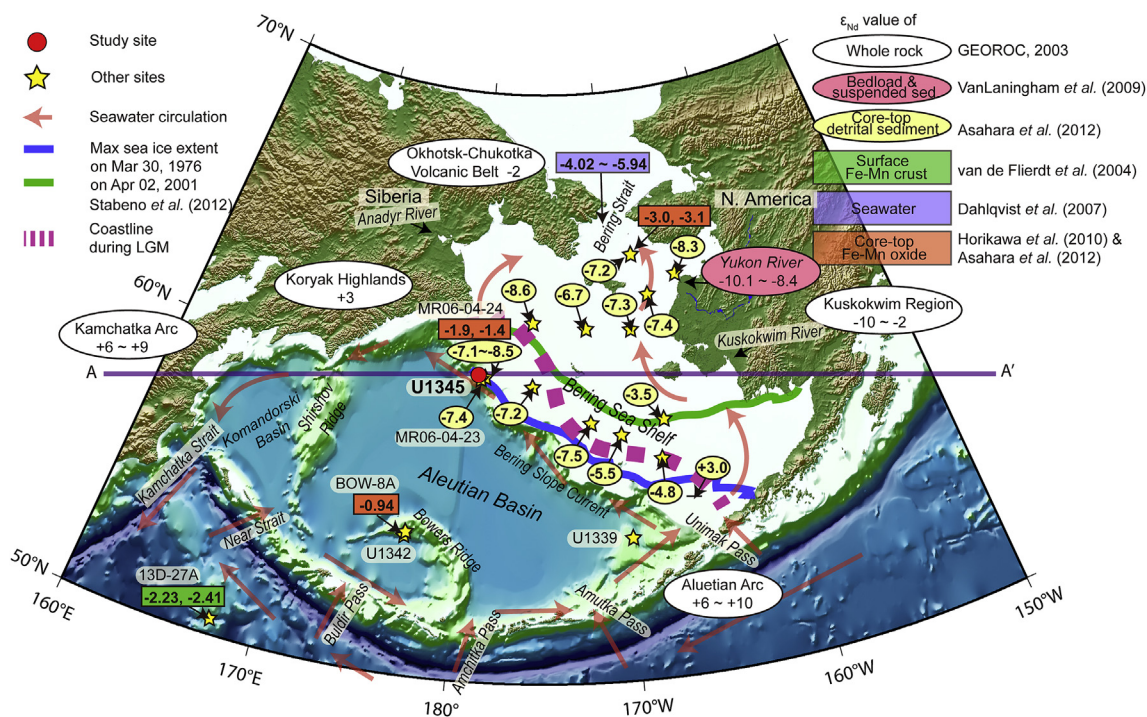 Study site
Other sites
Seawater circulation
Max sea ice extent
on Mar 30, 1976
on Apr 02, 2001
Stabeno et al. (2012)
Coastline
during LGM
εNd value of
Whole rock
GEOROC, 2003
Bedload &
suspended sed
VanLaningham et al. (2009)
Core-top
detrital sediment
Asahara et al. (2012)
Surface
Fe-Mn crust
van de Flierdt et al. (2004)
Seawater
Dahlqvist et al. (2007)
Core-top
Fe-Mn oxide
Horikawa et al. (2010) &
Asahara et al. (2012)
70°N
60°N
50°N
160°E
170°E
180°
170°W
160°W
150°W
Okhotsk-Chukotka
Volcanic Belt -2
-4.02 ~ -5.94
Siberia
Anadyr River
Bering Strait
N. America
-3.0, -3.1
-8.3
-7.2
Yukon River
-10.1 ~ -8.4
Koryak Highlands
+3
-8.6
-6.7
-7.3
-7.4
Kuskokwim Region
-10 ~ -2
Kuskokwim River
Kamchatka Arc
+6 ~ +9
MR06-04-24
-1.9, -1.4
-7.1~-8.5
A
A'
U1345
-7.4
MR06-04-23
-7.2
-3.5
Bering Sea Shelf
-7.5
-5.5
-4.8
+3.0
Komandorski
Basin
Shirshov
Ridge
Kamchatka Strait
Aleutian Basin
Bering Slope Current
BOW-8A
-0.94
U1342
Bowers Ridge
U1339
Unimak Pass
Near Strait
13D-27A
-2.23, -2.41
Buldir Pass
Amchitka Pass
Amutka Pass
Aluetian Arc
+6 ~ +10